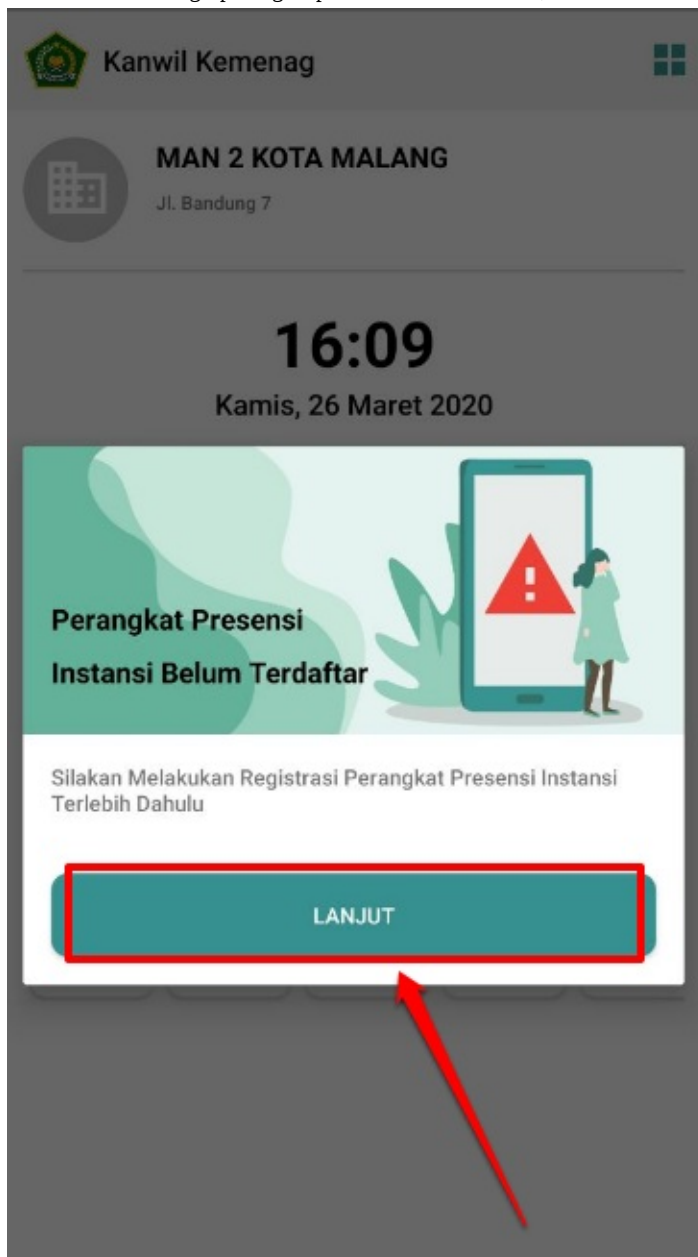 Kanwil Kemenag
MAN 2 KOTA MALANG
Jl. Bandung 7
16:09
Kamis, 26 Maret 2020
Perangkat Presensi
Instansi Belum Terdaftar
Silakan Melakukan Registrasi Perangkat Presensi Instansi
Terlebih Dahulu
LANJUT